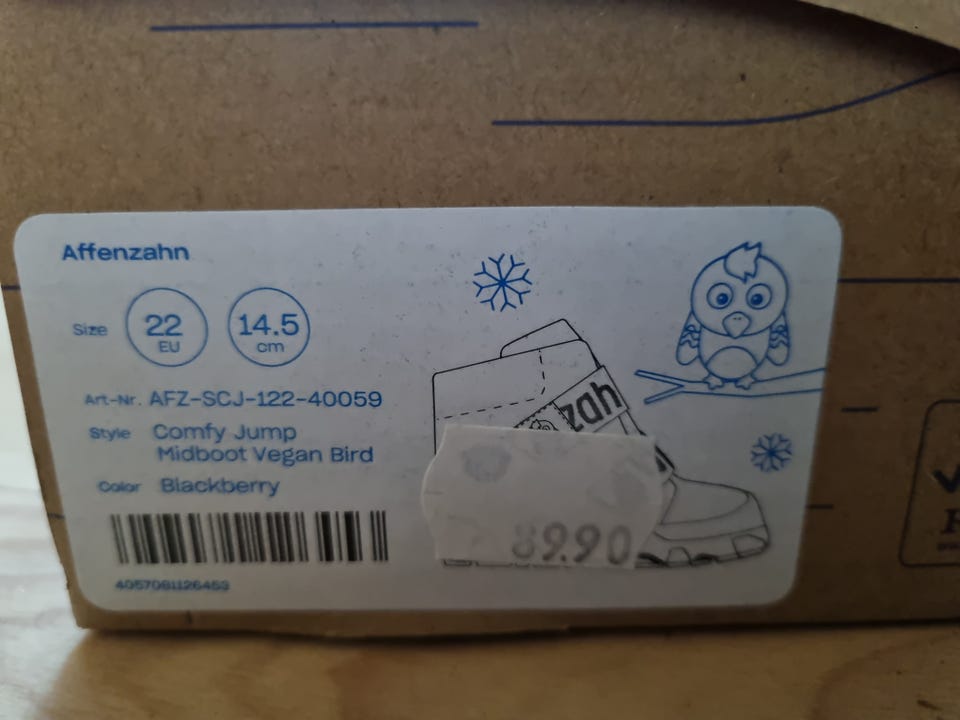 Affenzahn
Size 22 EU 14.5 cm
Art-Nr. AFZ-SCJ-122-40059
Style Comfy Jump
Midboot Vegan Bird
Color Blackberry
4057081126453
zah
89.90